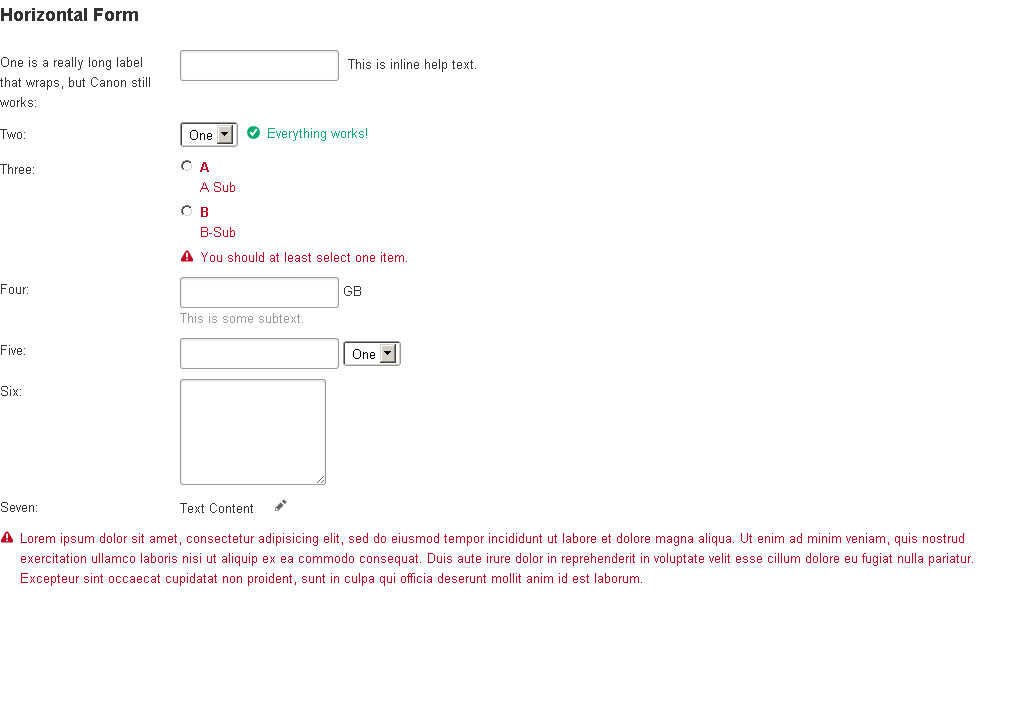 Horizontal Form
One is a really long label
that wraps, but Canon still
works:
This is inline help text.
Two:
One
Everything works!
Three:
A
A Sub
B
B-Sub
You should at least select one item.
Four:
GB
This is some subtext.
Five:
One
Six:
Seven:
Text Content
Lorem ipsum dolor sit amet, consectetur adipisicing elit, sed do eiusmod tempor incididunt ut labore et dolore magna aliqua. Ut enim ad minim veniam, quis nostrud
exercitation ullamco laboris nisi ut aliquip ex ea commodo consequat. Duis aute irure dolor in reprehenderit in voluptate velit esse cillum dolore eu fugiat nulla pariatur.
Excepteur sint occaecat cupidatat non proident, sunt in culpa qui officia deserunt mollit anim id est laborum.